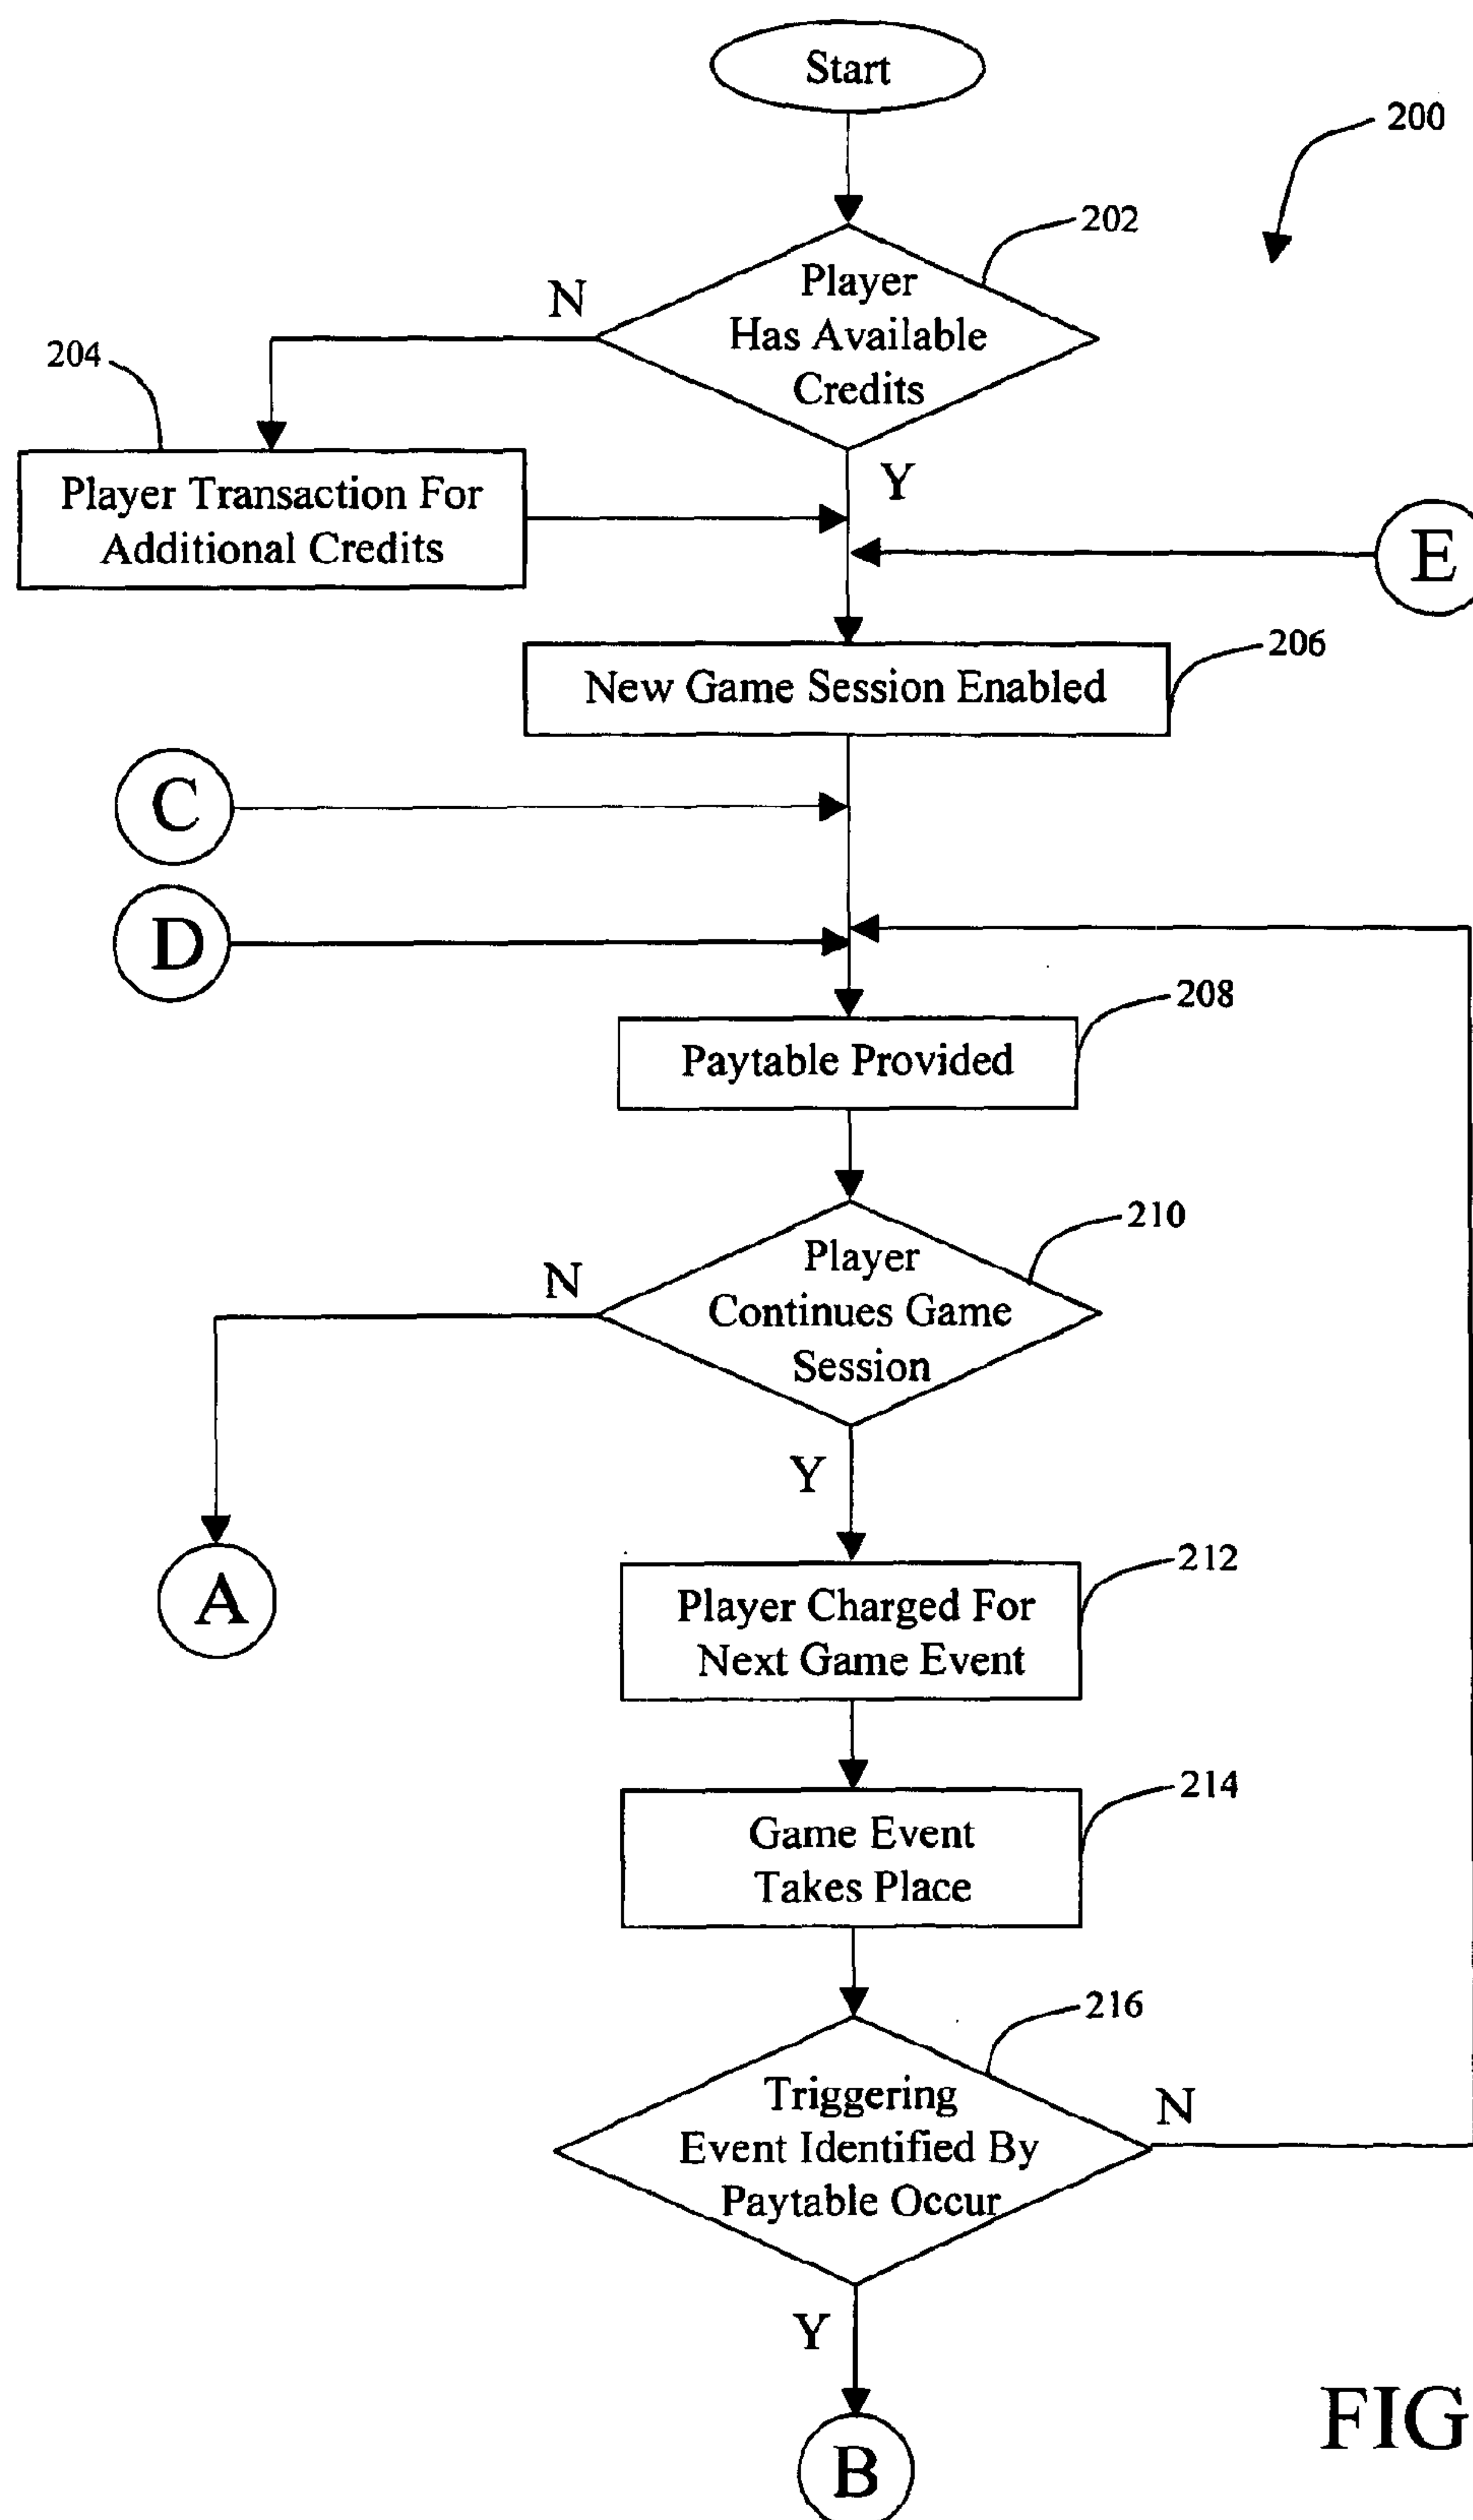 Start
200
202
Player
Has Available
Credits
N
204
Player Transaction For
Additional Credits
Y
E
New Game Session Enabled
206
C
D
208
Paytable Provided
210
Player
Continues Game
Session
N
Y
A
212
Player Charged For
Next Game Event
214
Game Event
Takes Place
216
Triggering
Event Identified By
Paytable Occur
N
Y
B
FIG